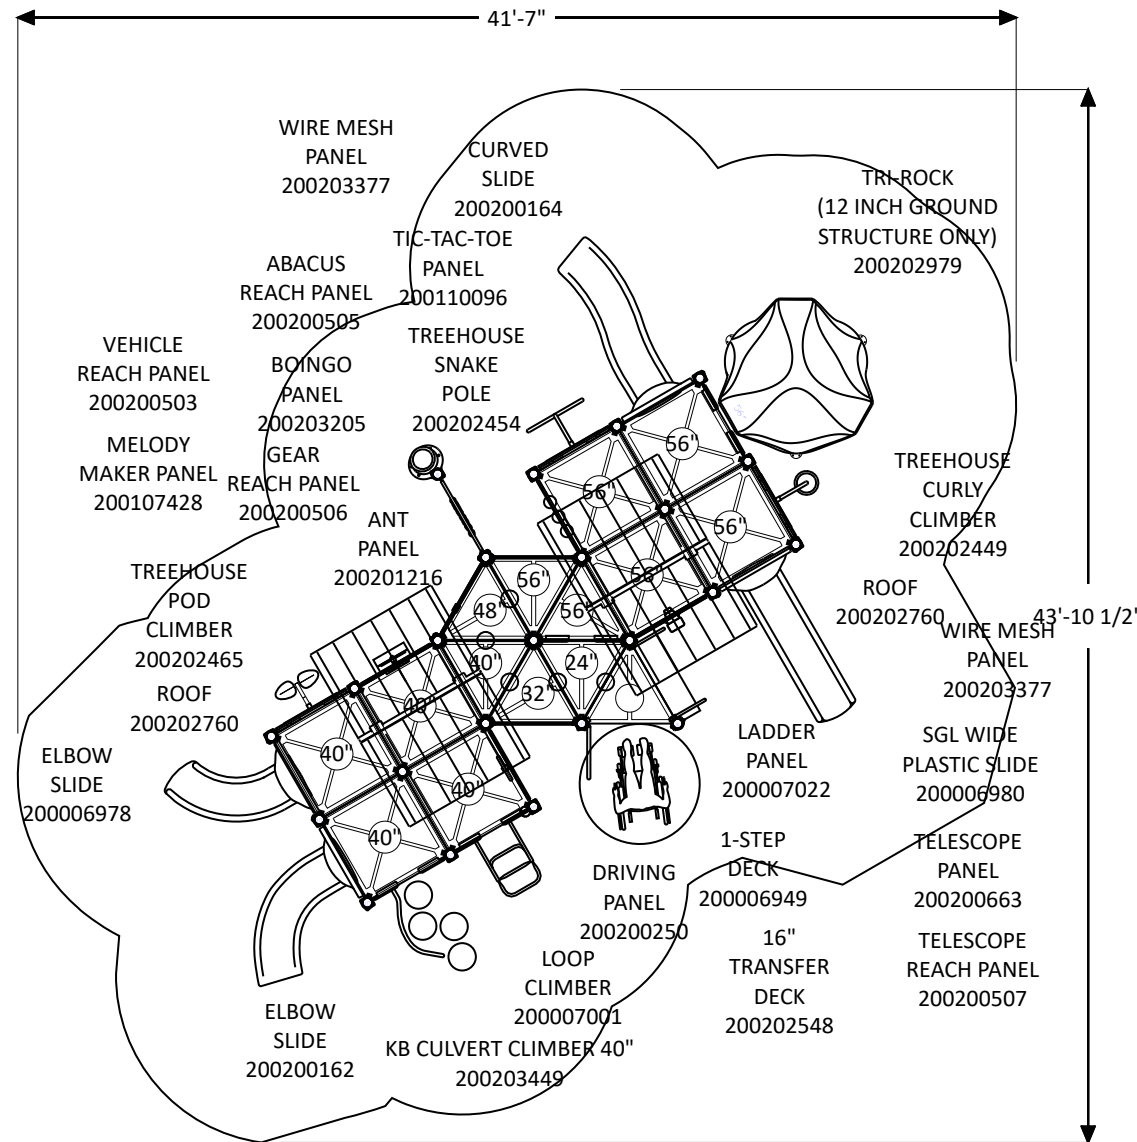 41'-7"
WIRE MESH
PANEL
200203377
CURVED
SLIDE
200200164
TRI-ROCK
(12 INCH GROUND
STRUCTURE ONLY)
200202979
TIC-TAC-TOE
PANEL
200110096
ABACUS
REACH PANEL
200200505
TREEHOUSE
SNAKE
POLE
200202454
VEHICLE
REACH PANEL
200200503
BOINGO
PANEL
200203205
MELODY
MAKER PANEL
200107428
GEAR
REACH PANEL
200200506
ANT
PANEL
200201216
TREEHOUSE
CURLY
CLIMBER
200202449
56"
56"
56"
56"
56"
48"
56"
40"
24"
32"
40"
40"
40"
40"
TREEHOUSE
POD
CLIMBER
200202465
ROOF
200202760
ROOF
200202760
43'-10 1/2"
WIRE MESH
PANEL
200203377
ELBOW
SLIDE
200006978
LADDER
PANEL
200007022
SGL WIDE
PLASTIC SLIDE
200006980
DRIVING
PANEL
200200250
1-STEP
DECK
200006949
TELESCOPE
PANEL
200200663
16"
TRANSFER
DECK
200202548
TELESCOPE
REACH PANEL
200200507
LOOP
CLIMBER
200007001
ELBOW
SLIDE
200200162
KB CULVERT CLIMBER 40"
200203449